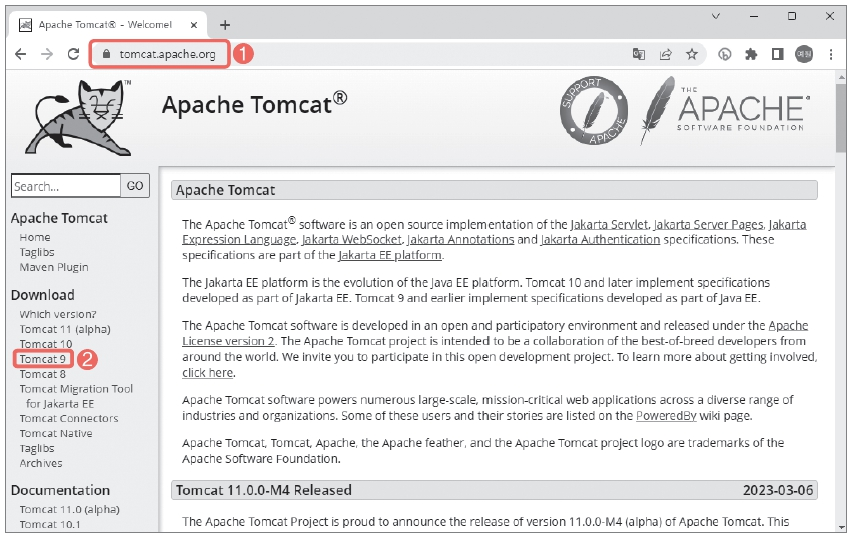 Apache Tomcat® - Welcome!
tomcat.apache.org
1
예원
TM
Apache Tomcat®
SUPPORT
APACHE
THE
APACHE®
SOFTWARE FOUNDATION
Search...
GO
Apache Tomcat
Home
Taglibs
Maven Plugin
Download
Which version?
Tomcat 11 (alpha)
Tomcat 10
Tomcat 9
2
Tomcat 8
Tomcat Migration Tool
for Jakarta EE
Tomcat Connectors
Tomcat Native
Taglibs
Archives
Documentation
Tomcat 11.0 (alpha)
Tomcat 10.1
Apache Tomcat
The Apache Tomcat® software is an open source implementation of the Jakarta Servlet, Jakarta Server Pages, Jakarta
Expression Language, Jakarta WebSocket, Jakarta Annotations and Jakarta Authentication specifications. These
specifications are part of the Jakarta EE platform.
The Jakarta EE platform is the evolution of the Java EE platform. Tomcat 10 and later implement specifications
developed as part of Jakarta EE. Tomcat 9 and earlier implement specifications developed as part of Java EE.
The Apache Tomcat software is developed in an open and participatory environment and released under the Apache
License version 2. The Apache Tomcat project is intended to be a collaboration of the best-of-breed developers from
around the world. We invite you to participate in this open development project. To learn more about getting involved,
click here.
Apache Tomcat software powers numerous large-scale, mission-critical web applications across a diverse range of
industries and organizations. Some of these users and their stories are listed on the PoweredBy wiki page.
Apache Tomcat, Tomcat, Apache, the Apache feather, and the Apache Tomcat project logo are trademarks of the
Apache Software Foundation.
Tomcat 11.0.0-M4 Released 2023-03-06
The Apache Tomcat Project is proud to announce the release of version 11.0.0-M4 (alpha) of Apache Tomcat. This